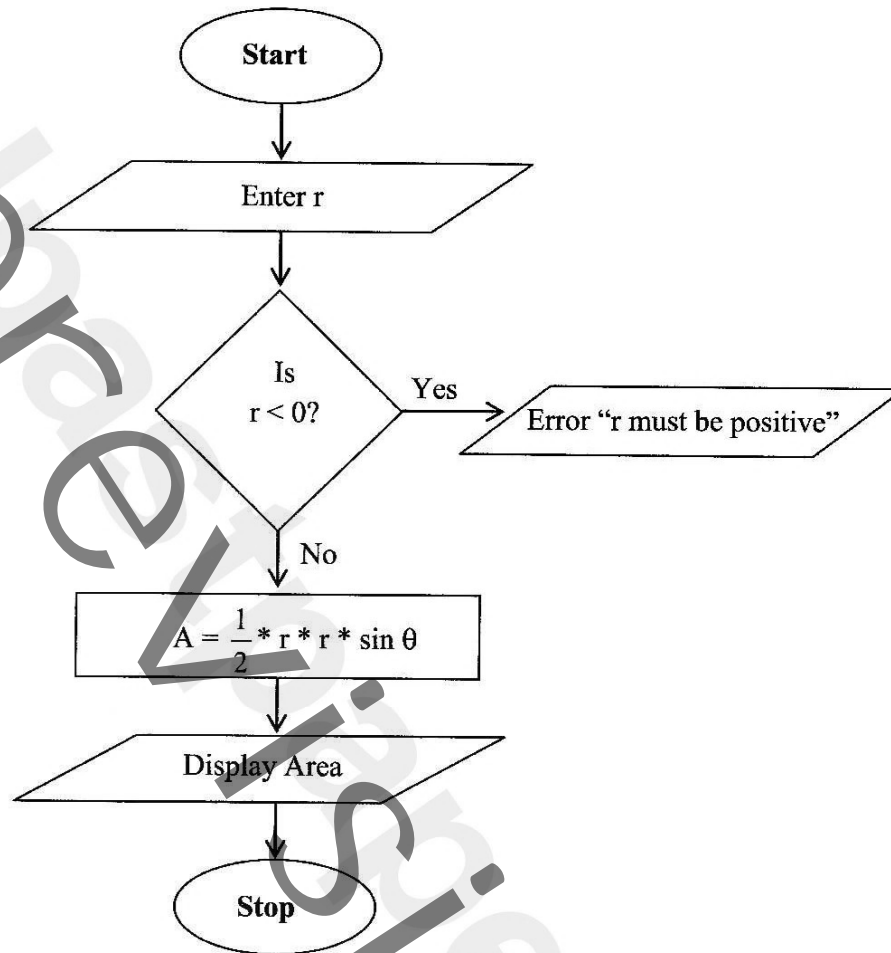 Start
Enter r
Is
r < 0?
Yes
Error “r must be positive”
No
A = 1/2 * r * r * sin θ
Display Area
Stop